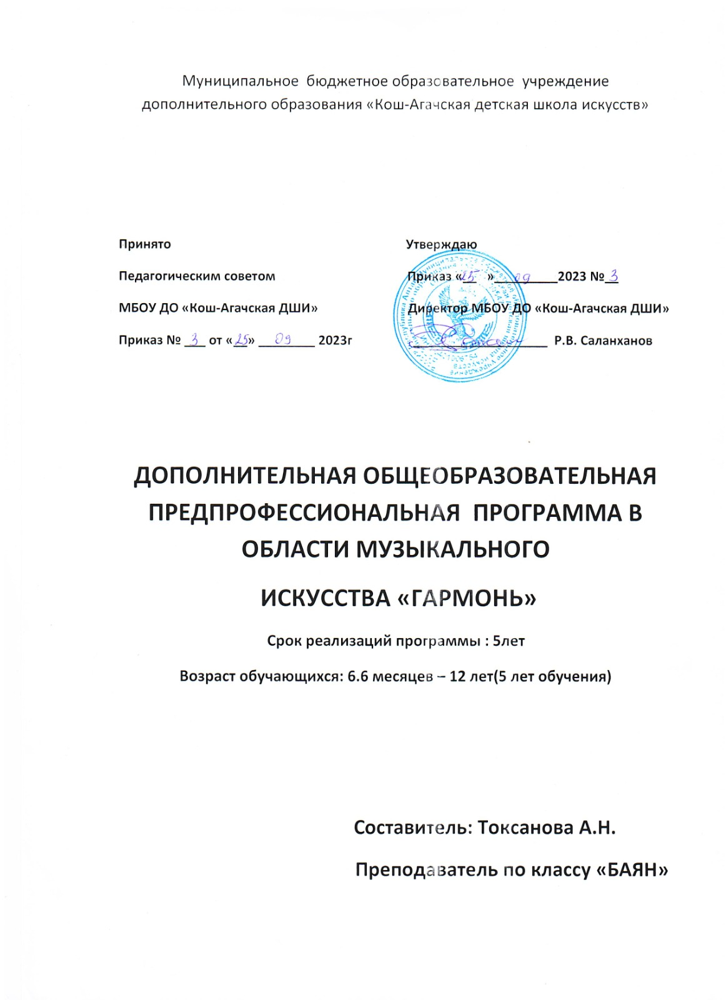 Муниципальное бюджетное образовательное учреждение
дополнительного образования «Кош-Агачская детская школа искусств»
Принято
Утверждаю
Педагогическим советом
Приказ «25» 09 2023 № 3
МБОУ ДО «Кош-Агачская ДШИ»
Директор МБОУ ДО «Кош-Агачская ДШИ»
Приказ № 3 от «25» 09 2023г
Р.В. Саланханов
ДОПОЛНИТЕЛЬНАЯ ОБЩЕОБРАЗОВАТЕЛЬНАЯ
ПРЕДПРОФЕССИОНАЛЬНАЯ ПРОГРАММА В
ОБЛАСТИ МУЗЫКАЛЬНОГО
ИСКУССТВА «ГАРМОНЬ»
Срок реализаций программы : 5лет
Возраст обучающихся: 6.6 месяцев – 12 лет(5 лет обучения)
Составитель: Токсанова А.Н.
Преподаватель по классу «БАЯН»